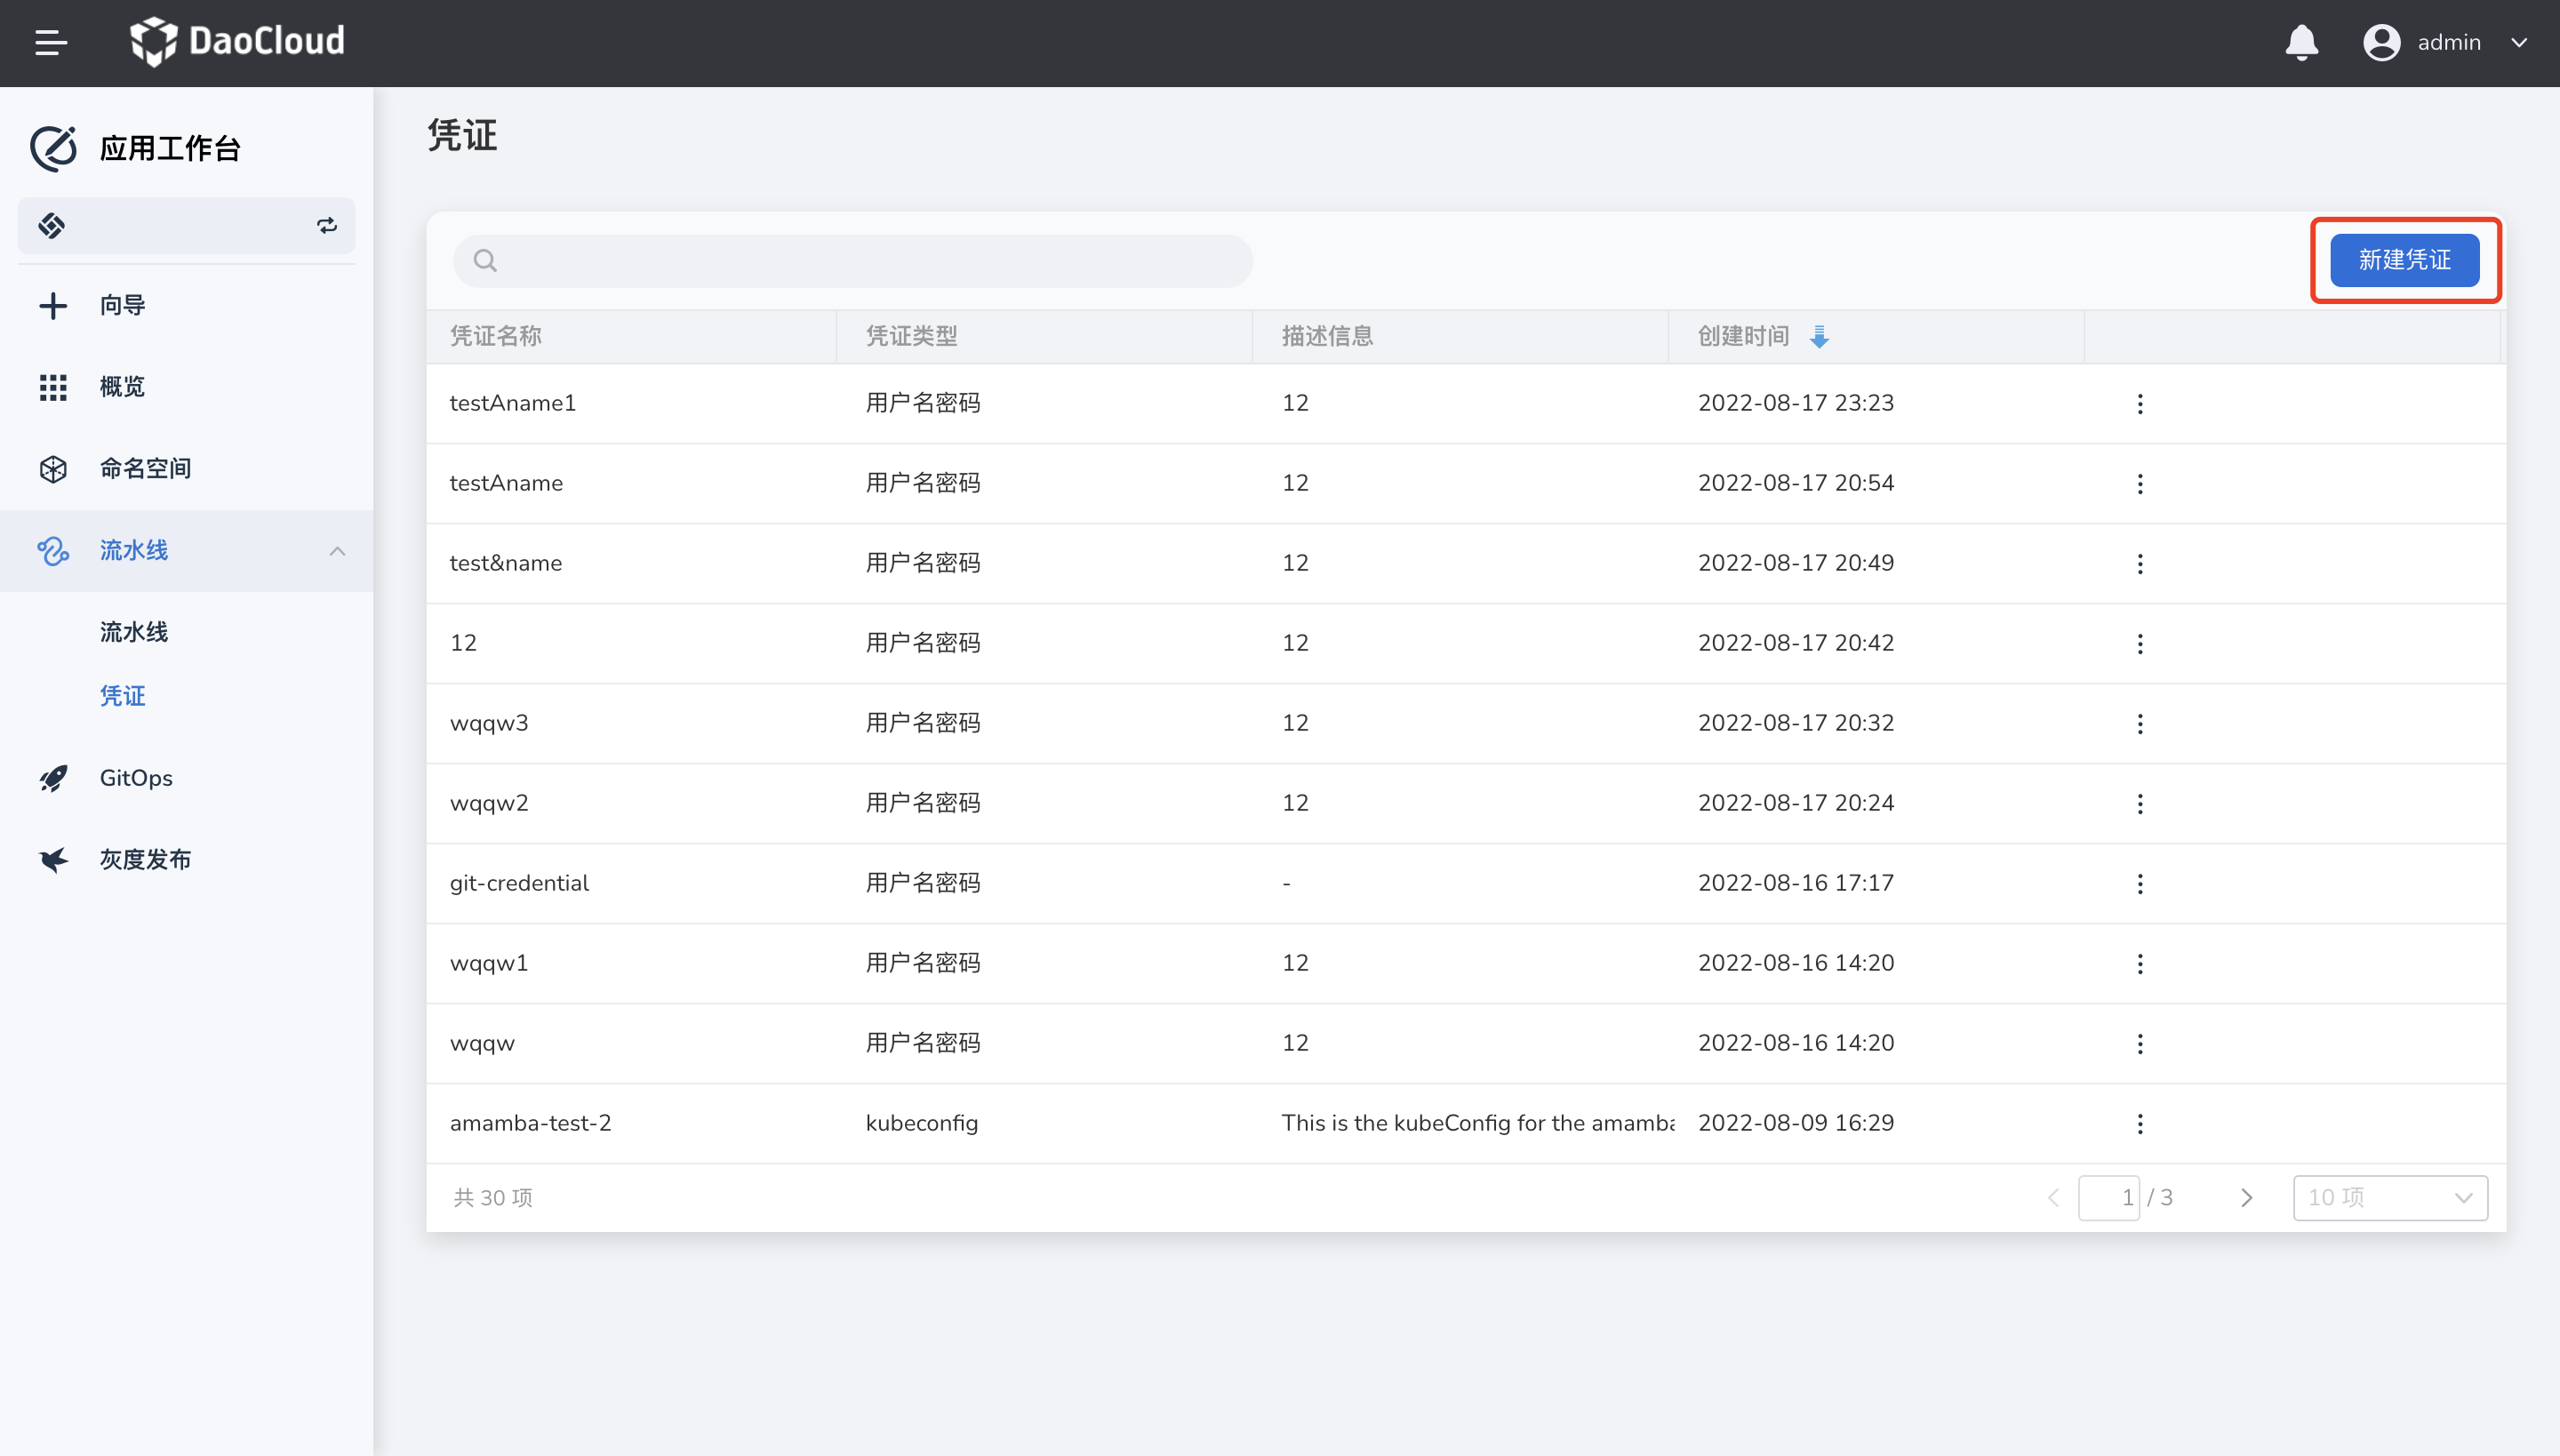 DaoCloud
admin
应用工作台
向导
概览
命名空间
流水线
流水线
凭证
GitOps
灰度发布
凭证
新建凭证
凭证名称 凭证类型 描述信息 创建时间
testAname1 用户名密码 12 2022-08-17 23:23
testAname 用户名密码 12 2022-08-17 20:54
test&name 用户名密码 12 2022-08-17 20:49
12 用户名密码 12 2022-08-17 20:42
wqqw3 用户名密码 12 2022-08-17 20:32
wqqw2 用户名密码 12 2022-08-17 20:24
git-credential 用户名密码 - 2022-08-16 17:17
wqqw1 用户名密码 12 2022-08-16 14:20
wqqw 用户名密码 12 2022-08-16 14:20
amamba-test-2 kubeconfig This is the kubeConfig for the amamba 2022-08-09 16:29
共 30 项 1 / 3 10 项